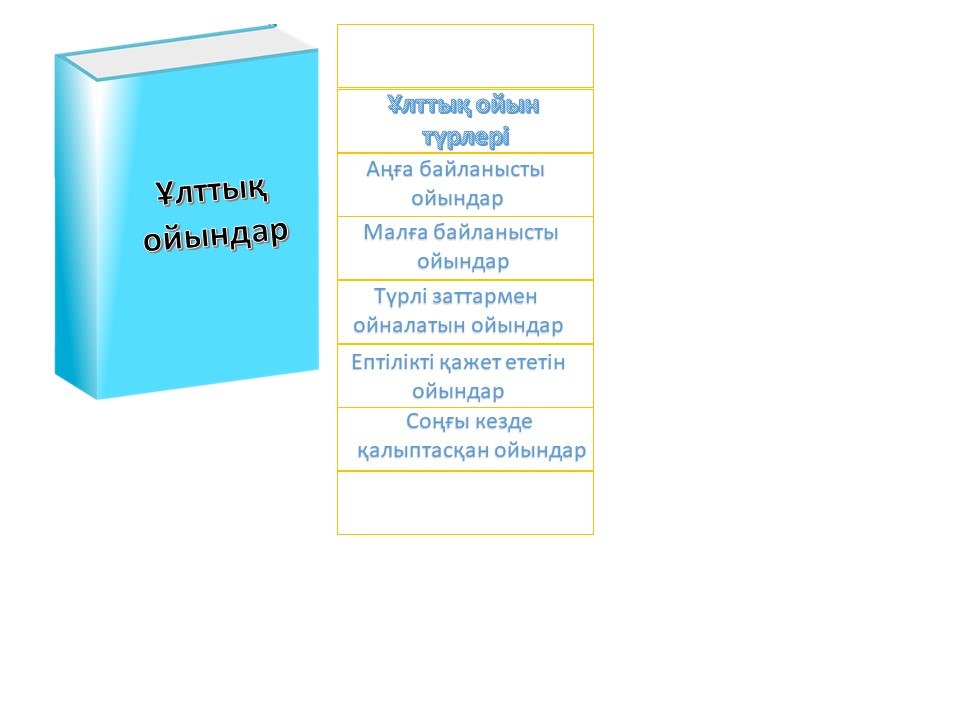 Ұлттық
ойындар
Ұлттық ойын
түрлері
Аңға байланысты
ойындар
Малға байланысты
ойындар
Түрлі заттармен
ойналатын ойындар
Ептілікті қажет ететін
ойындар
Соңғы кезде
қалыптасқан ойындар